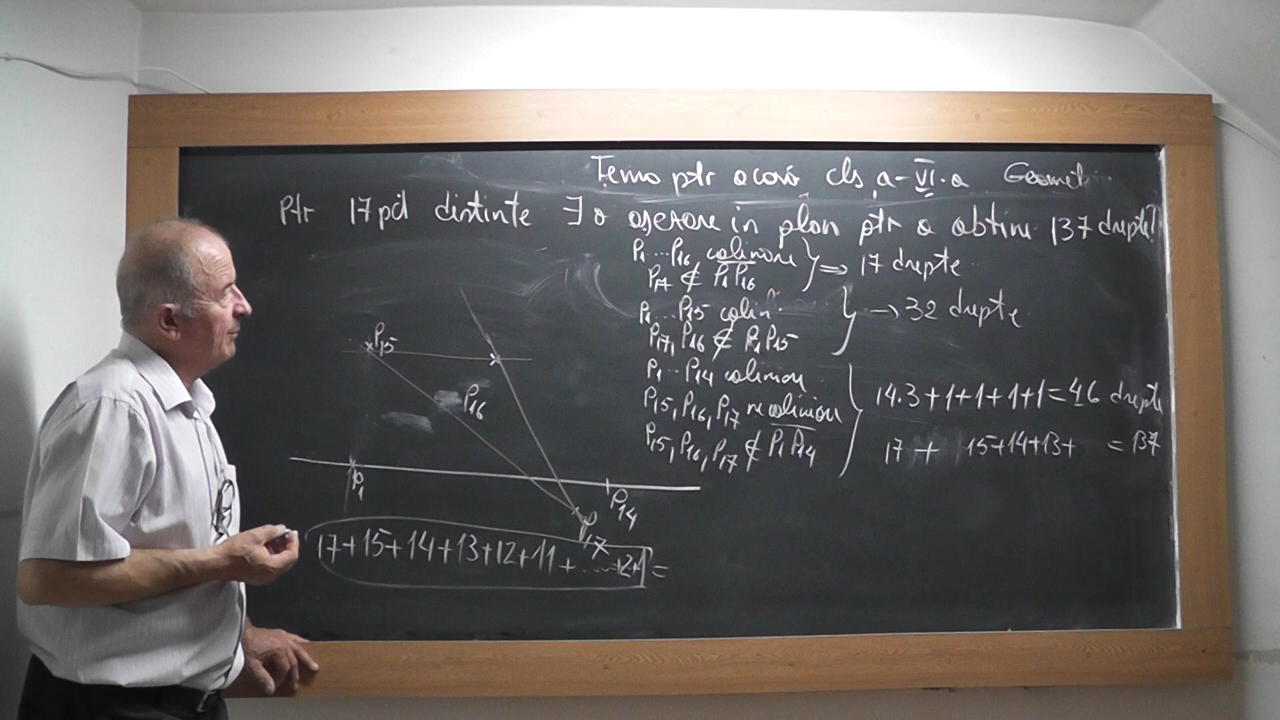 Temo ptr acasă cls a-VI-a Geomet
Ptr 17 pct distincte ∃ o așezare în plan ptr a obține 137 drepte?
P1...P16 coliniare
P17 ∉ P1P16
} ⇒ 17 drepte
P1...P15 colin
P17, P16 ∉ P1P15
} → 32 drepte
P1..P14 coliniare
P15, P16, P17 necoliniare
P15, P16, P17 ∉ P1P14
14.3+1+1+1+1=46 drepte
17 + 15+14+13+ = 137
P15
P16
P1
P14
P17
17+15+14+13+12+11+.....+2+1=